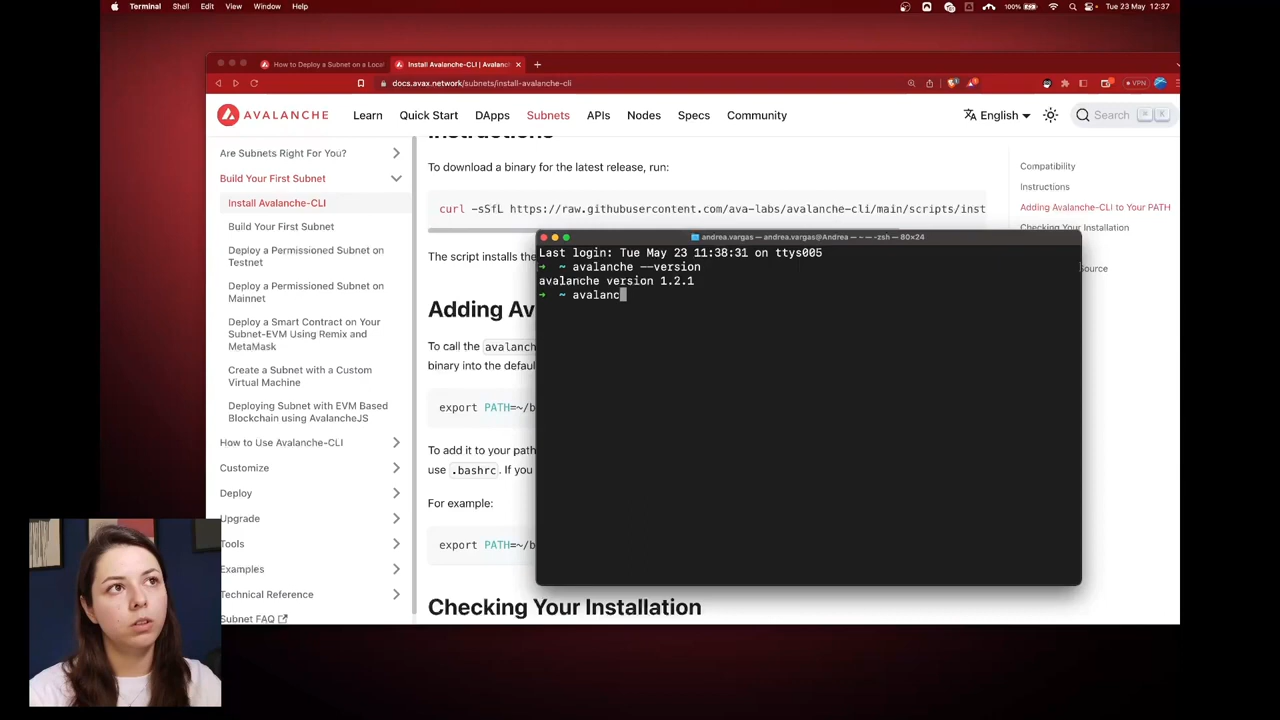 Terminal Shell Edit View Window Help 100% Tue 23 May 12:37
How to Deploy a Subnet on a Local
Install Avalanche-CLI | Avalanc
docs.avax.network/subnets/install-avalanche-cli
VPN
AVALANCHE Learn Quick Start DApps Subnets APIs Nodes Specs Community English Search
Are Subnets Right For You?
Build Your First Subnet
Install Avalanche-CLI
Build Your First Subnet
Deploy a Permissioned Subnet on
Testnet
Deploy a Permissioned Subnet on
Mainnet
Deploy a Smart Contract on Your
Subnet-EVM Using Remix and
MetaMask
Create a Subnet with a Custom
Virtual Machine
Deploying Subnet with EVM Based
Blockchain using AvalancheJS
How to Use Avalanche-CLI
Customize
Deploy
Upgrade
Tools
Examples
Technical Reference
Subnet FAQ
Instructions
To download a binary for the latest release, run:
curl -sSfL https://raw.githubusercontent.com/ava-labs/avalanche-cli/main/scripts/inst
The script installs the
Adding Av
To call the avalanch
binary into the defaul
export PATH=~/b
To add it to your path
use .bashrc. If you
For example:
export PATH=~/b
Checking Your Installation
Compatibility
Instructions
Adding Avalanche-CLI to Your PATH
Checking Your Installation
Source
andrea.vargas — andrea.vargas@Andrea — ~ — -zsh — 80×24
Last login: Tue May 23 11:38:31 on ttys005
➜ ~ avalanche --version
avalanche version 1.2.1
➜ ~ avalanc